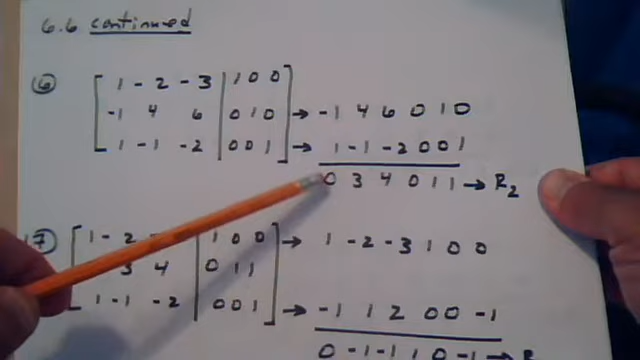 6.6 continued
6 1 -2 -3 1 0 0
-1 4 6 0 1 0 → -1 4 6 0 1 0
1 -1 -2 0 0 1 → 1 -1 -2 0 0 1
0 3 4 0 1 1 → R2
7 1 -2 1 0 0 → 1 -2 -3 1 0 0
3 4 0 1 1
1 -1 -2 0 0 1 → -1 1 2 0 0 -1
0 -1 -1 1 0 -1 → R